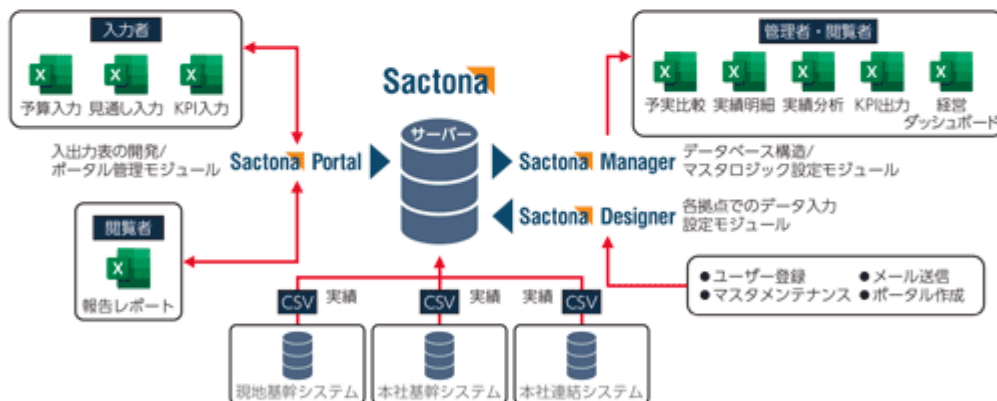 入力者
予算入力
見通し入力
KPI入力
入出力表の開発/
ポータル管理モジュール
Sactona Portal
閲覧者
報告レポート
Sactona
サーバー
CSV
実績
CSV
実績
実績
CSV
現地基幹システム
本社基幹システム
本社連結システム
管理者・閲覧者
予実比較
実績明細
実績分析
KPI出力
経営
ダッシュボード
Sactona Manager
データベース構造/
マスタロジック設定モジュール
Sactona Designer
各拠点でのデータ入力
設定モジュール
●ユーザー登録
●メール送信
●マスタメンテナンス
●ポータル作成